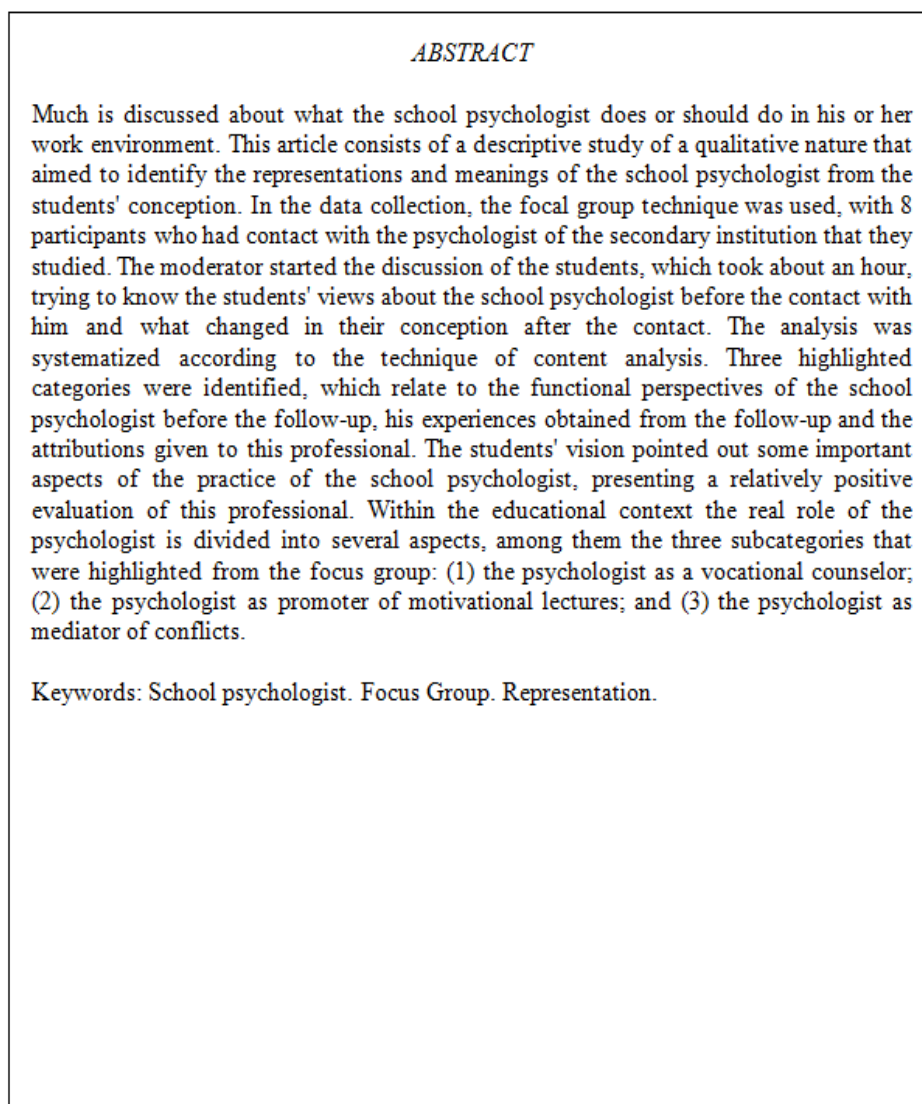 ABSTRACT
Much is discussed about what the school psychologist does or should do in his or her
work environment. This article consists of a descriptive study of a qualitative nature that
aimed to identify the representations and meanings of the school psychologist from the
students' conception. In the data collection, the focal group technique was used, with 8
participants who had contact with the psychologist of the secondary institution that they
studied. The moderator started the discussion of the students, which took about an hour,
trying to know the students' views about the school psychologist before the contact with
him and what changed in their conception after the contact. The analysis was
systematized according to the technique of content analysis. Three highlighted
categories were identified, which relate to the functional perspectives of the school
psychologist before the follow-up, his experiences obtained from the follow-up and the
attributions given to this professional. The students' vision pointed out some important
aspects of the practice of the school psychologist, presenting a relatively positive
evaluation of this professional. Within the educational context the real role of the
psychologist is divided into several aspects, among them the three subcategories that
were highlighted from the focus group: (1) the psychologist as a vocational counselor;
(2) the psychologist as promoter of motivational lectures; and (3) the psychologist as
mediator of conflicts.
Keywords: School psychologist. Focus Group. Representation.